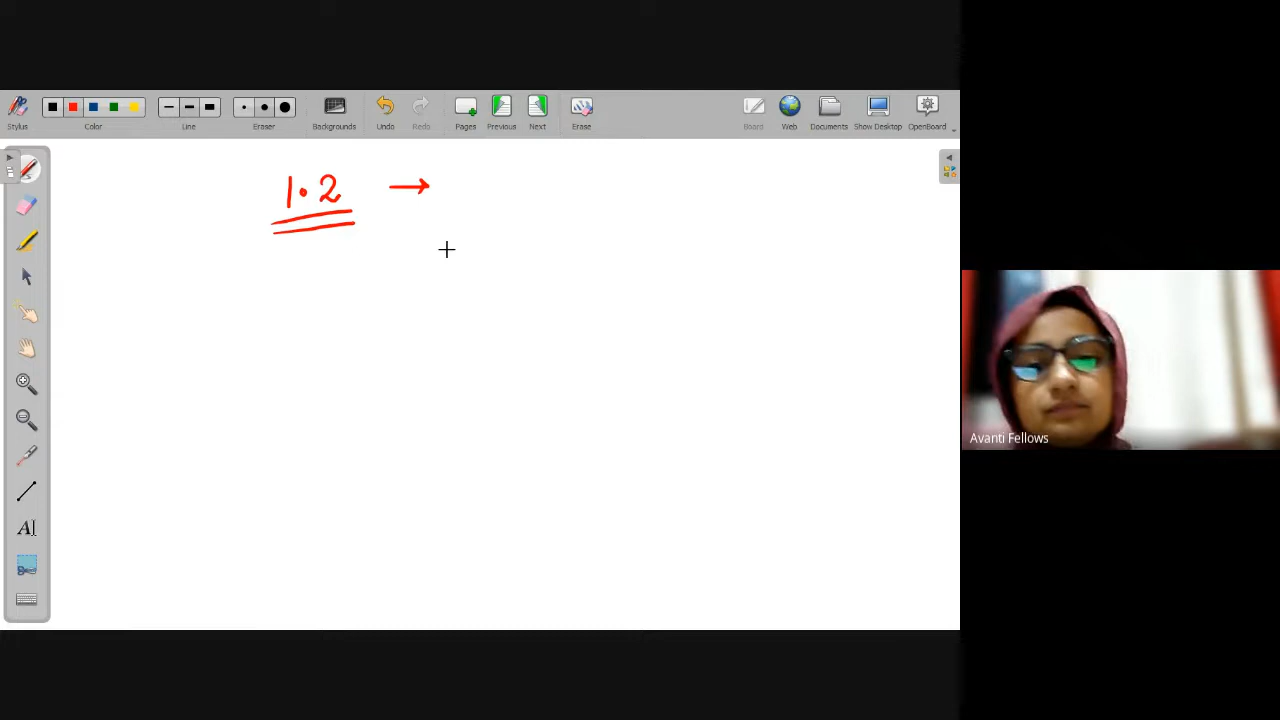 Stylus Color Line Eraser Backgrounds Undo Redo Pages Previous Next Erase Board Web Documents Show Desktop OpenBoard
1.2 →
A
Avanti Fellows